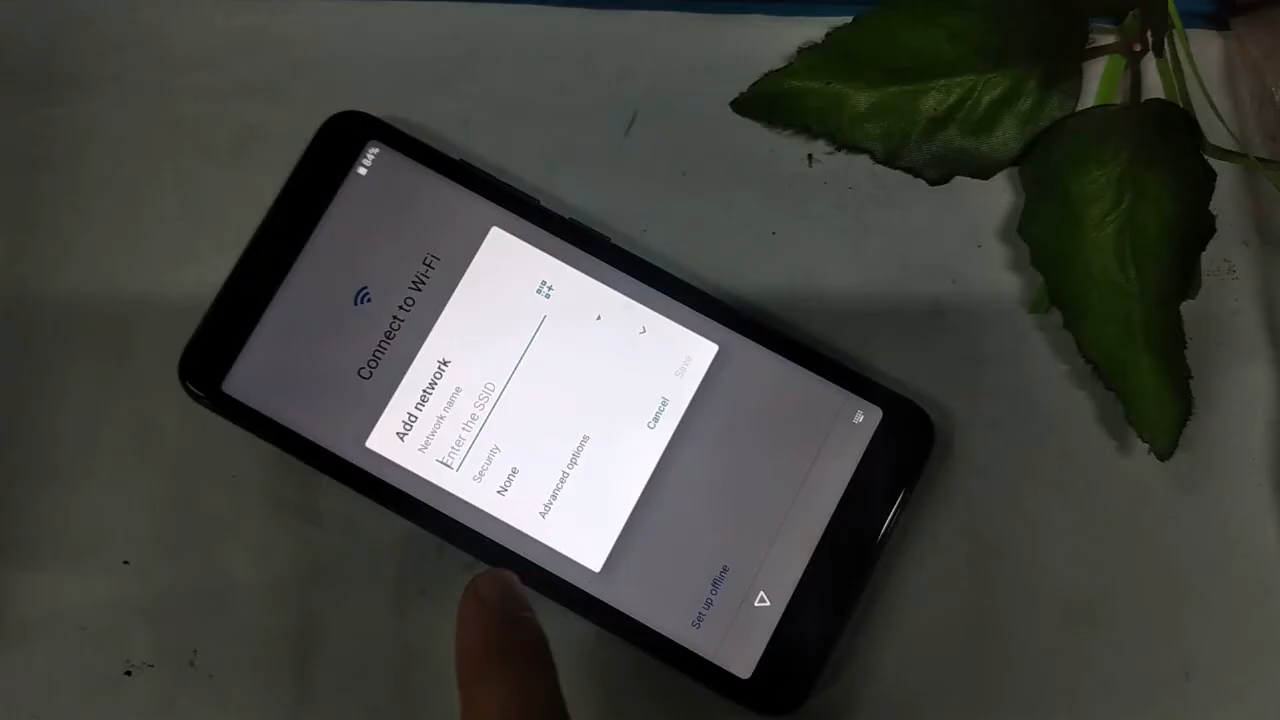 84%
Connect to Wi-Fi
Add network
Network name
Enter the SSID
Security
None
Advanced options
Cancel
Save
Set up offline